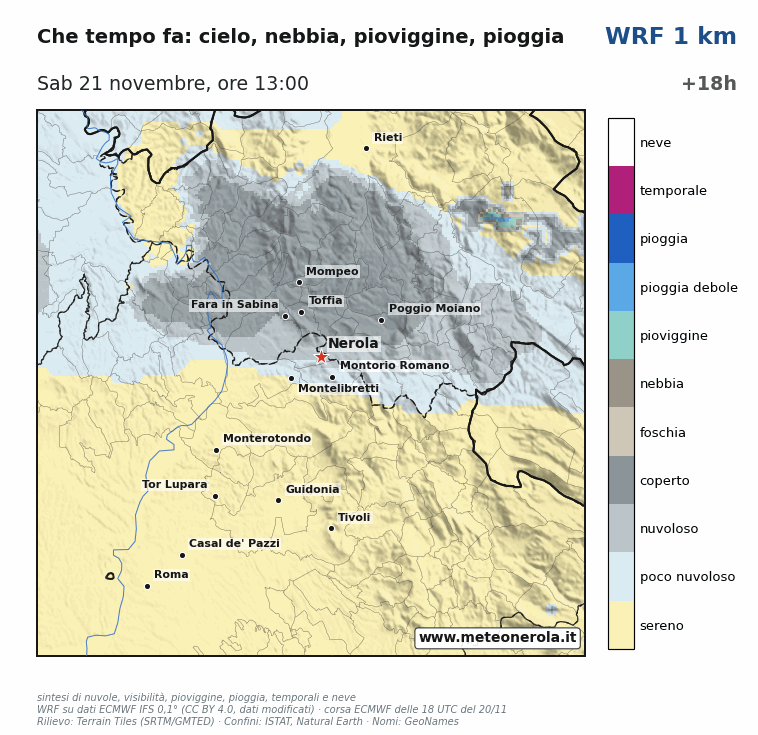 Che tempo fa: cielo, nebbia, pioviggine, pioggia
WRF 1 km
Sab 21 novembre, ore 13:00
+18h
Rieti
Mompeo
Fara in Sabina
Toffia
Poggio Moiano
Nerola
Montorio Romano
Montelibretti
Monterotondo
Tor Lupara
Guidonia
Tivoli
Casal de' Pazzi
Roma
www.meteonerola.it
neve
temporale
pioggia
pioggia debole
pioviggine
nebbia
foschia
coperto
nuvoloso
poco nuvoloso
sereno
sintesi di nuvole, visibilità, pioviggine, pioggia, temporali e neve
WRF su dati ECMWF IFS 0,1° (CC BY 4.0, dati modificati) · corsa ECMWF delle 18 UTC del 20/11
Rilievo: Terrain Tiles (SRTM/GMTED) · Confini: ISTAT, Natural Earth · Nomi: GeoNames